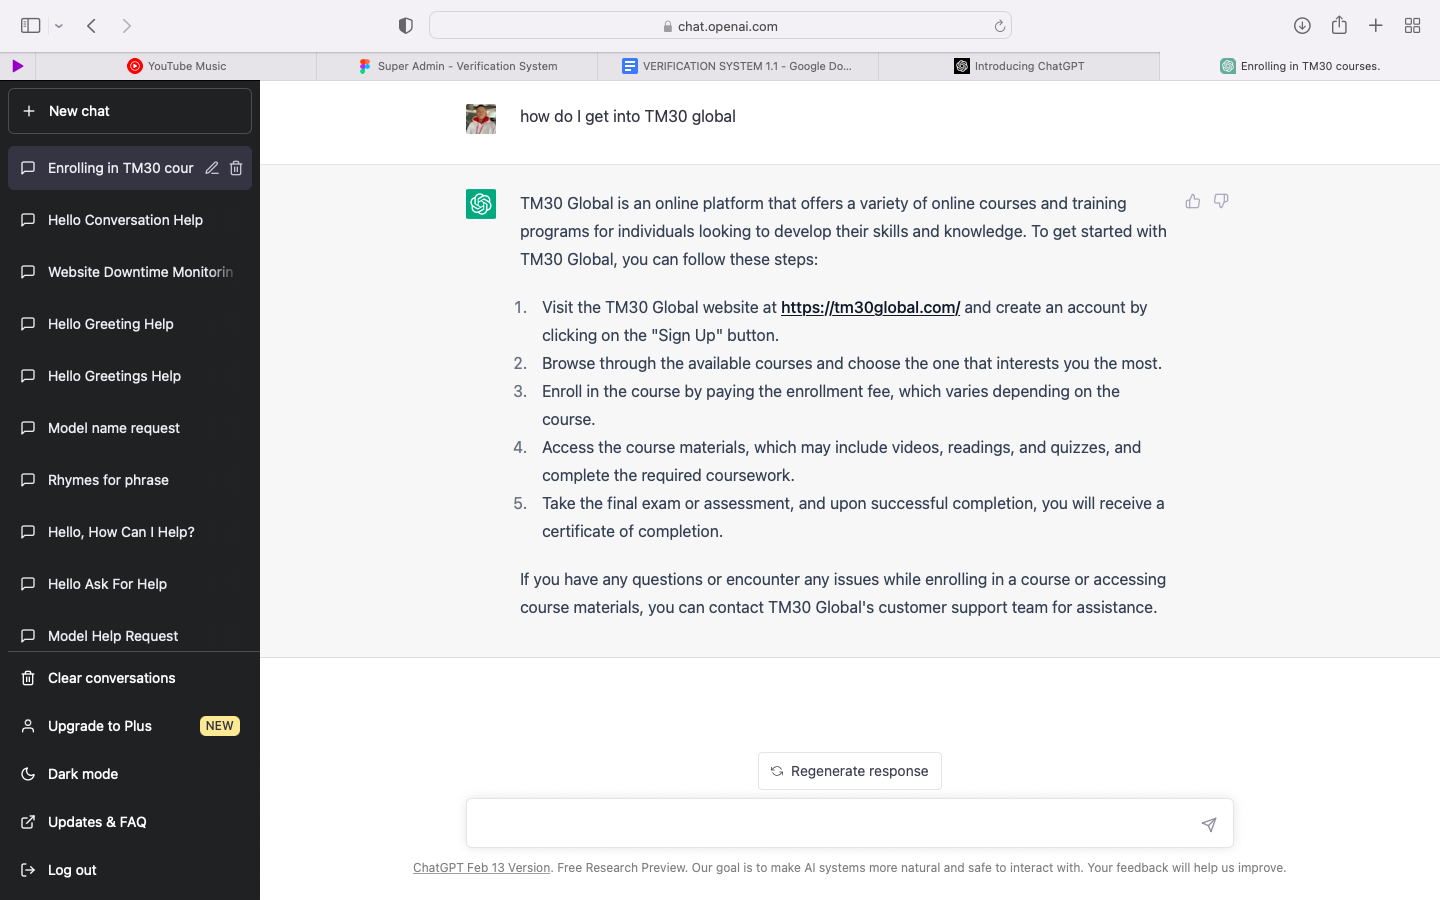 chat.openai.com
YouTube Music
Super Admin - Verification System
VERIFICATION SYSTEM 1.1 - Google Do...
Introducing ChatGPT
Enrolling in TM30 courses.
New chat
Enrolling in TM30 cour
Hello Conversation Help
Website Downtime Monitorin
Hello Greeting Help
Hello Greetings Help
Model name request
Rhymes for phrase
Hello, How Can I Help?
Hello Ask For Help
Model Help Request
Clear conversations
Upgrade to Plus NEW
Dark mode
Updates & FAQ
Log out
how do I get into TM30 global
TM30 Global is an online platform that offers a variety of online courses and training
programs for individuals looking to develop their skills and knowledge. To get started with
TM30 Global, you can follow these steps:
1. Visit the TM30 Global website at https://tm30global.com/ and create an account by
clicking on the "Sign Up" button.
2. Browse through the available courses and choose the one that interests you the most.
3. Enroll in the course by paying the enrollment fee, which varies depending on the
course.
4. Access the course materials, which may include videos, readings, and quizzes, and
complete the required coursework.
5. Take the final exam or assessment, and upon successful completion, you will receive a
certificate of completion.
If you have any questions or encounter any issues while enrolling in a course or accessing
course materials, you can contact TM30 Global's customer support team for assistance.
Regenerate response
ChatGPT Feb 13 Version. Free Research Preview. Our goal is to make AI systems more natural and safe to interact with. Your feedback will help us improve.